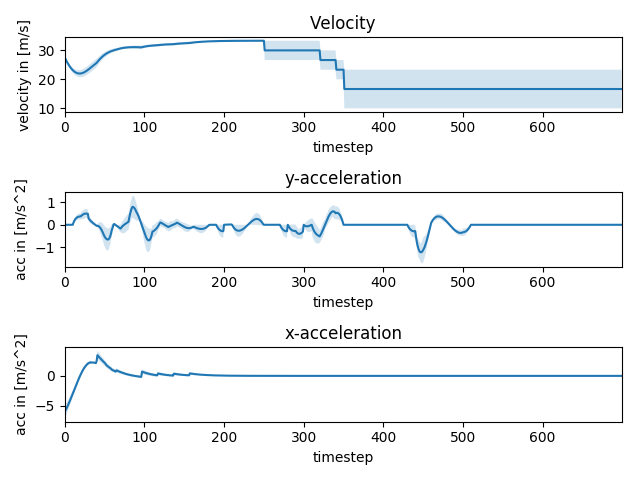 Velocity
velocity in [m/s]
30
20
10
0 100 200 300 400 500 600
timestep
y-acceleration
acc in [m/s^2]
1
0
−1
0 100 200 300 400 500 600
timestep
x-acceleration
acc in [m/s^2]
0
−5
0 100 200 300 400 500 600
timestep